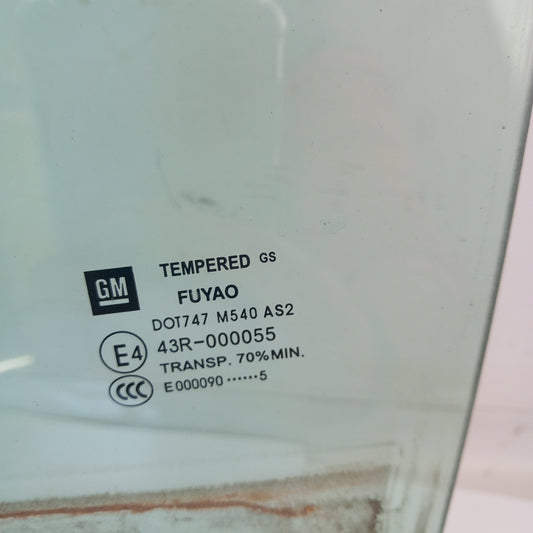 TEMPERED GS
GM
FUYAO
DOT747 M540 AS2
E4 43R-000055
TRANSP. 70%MIN.
CCC E000090 ······5